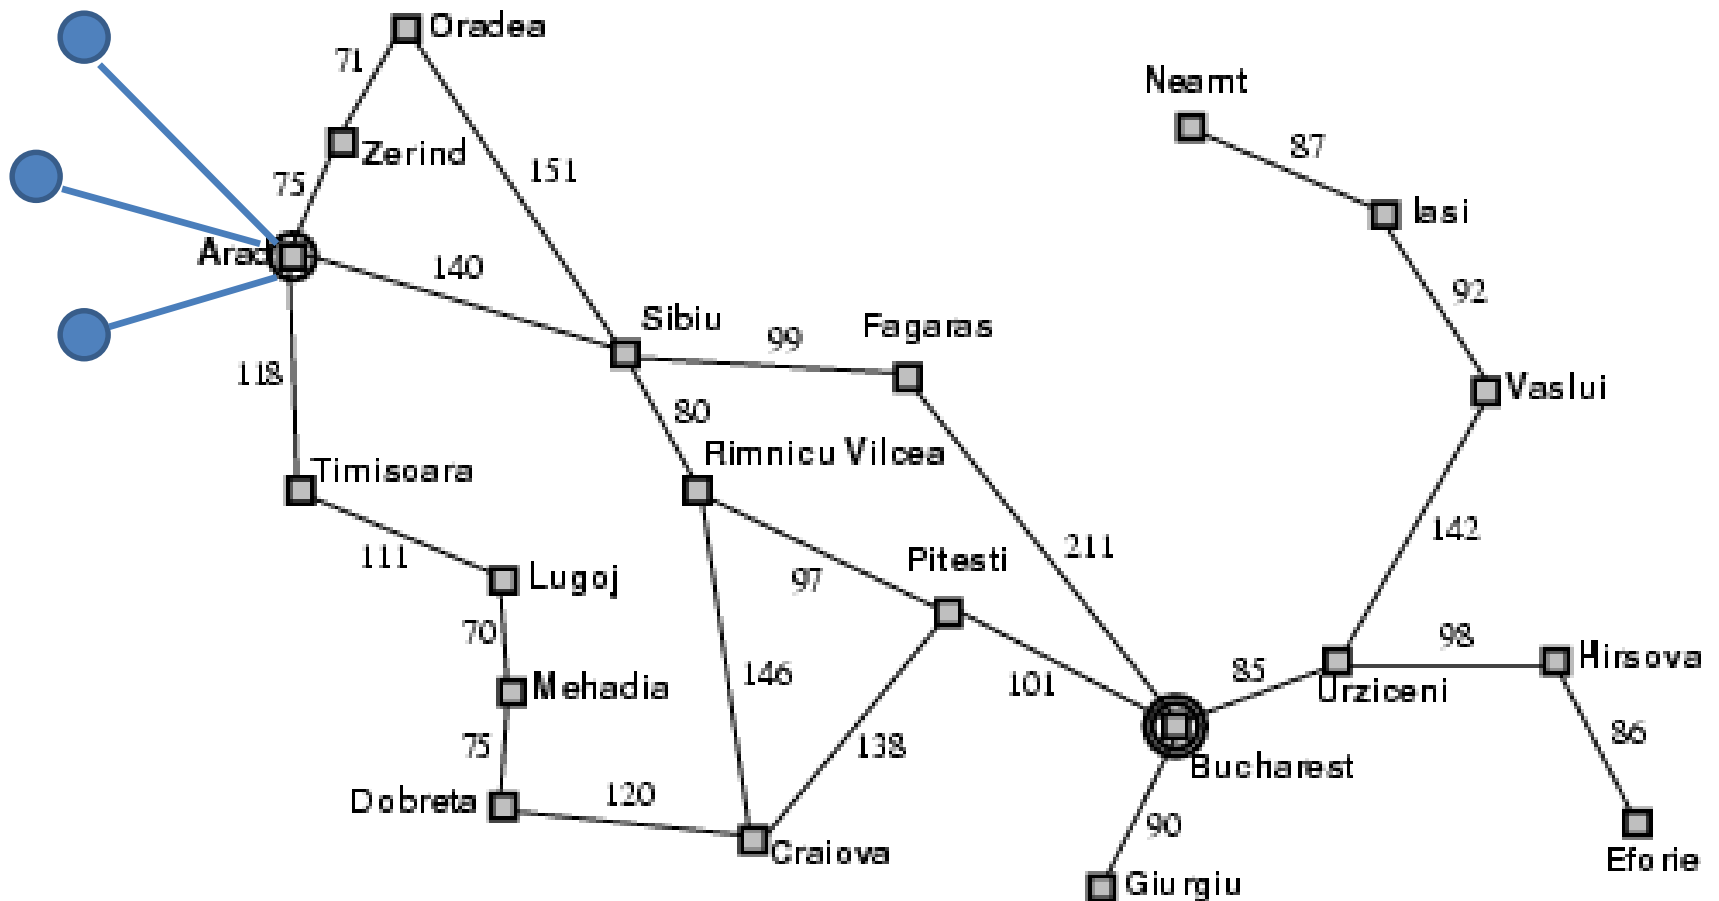 Oradea
71
Neamt
87
Zerind
151
75
Iasi
Arad
140
92
Sibiu
Fagaras
99
118
Vaslui
80
Rimnicu Vilcea
Timisoara
142
211
111
Pitesti
97
Lugoj
70
98
Hirsova
146
85
Mehadia
101
Urziceni
75
138
86
Bucharest
Dobreta
120
90
Craiova
Eforie
Giurgiu